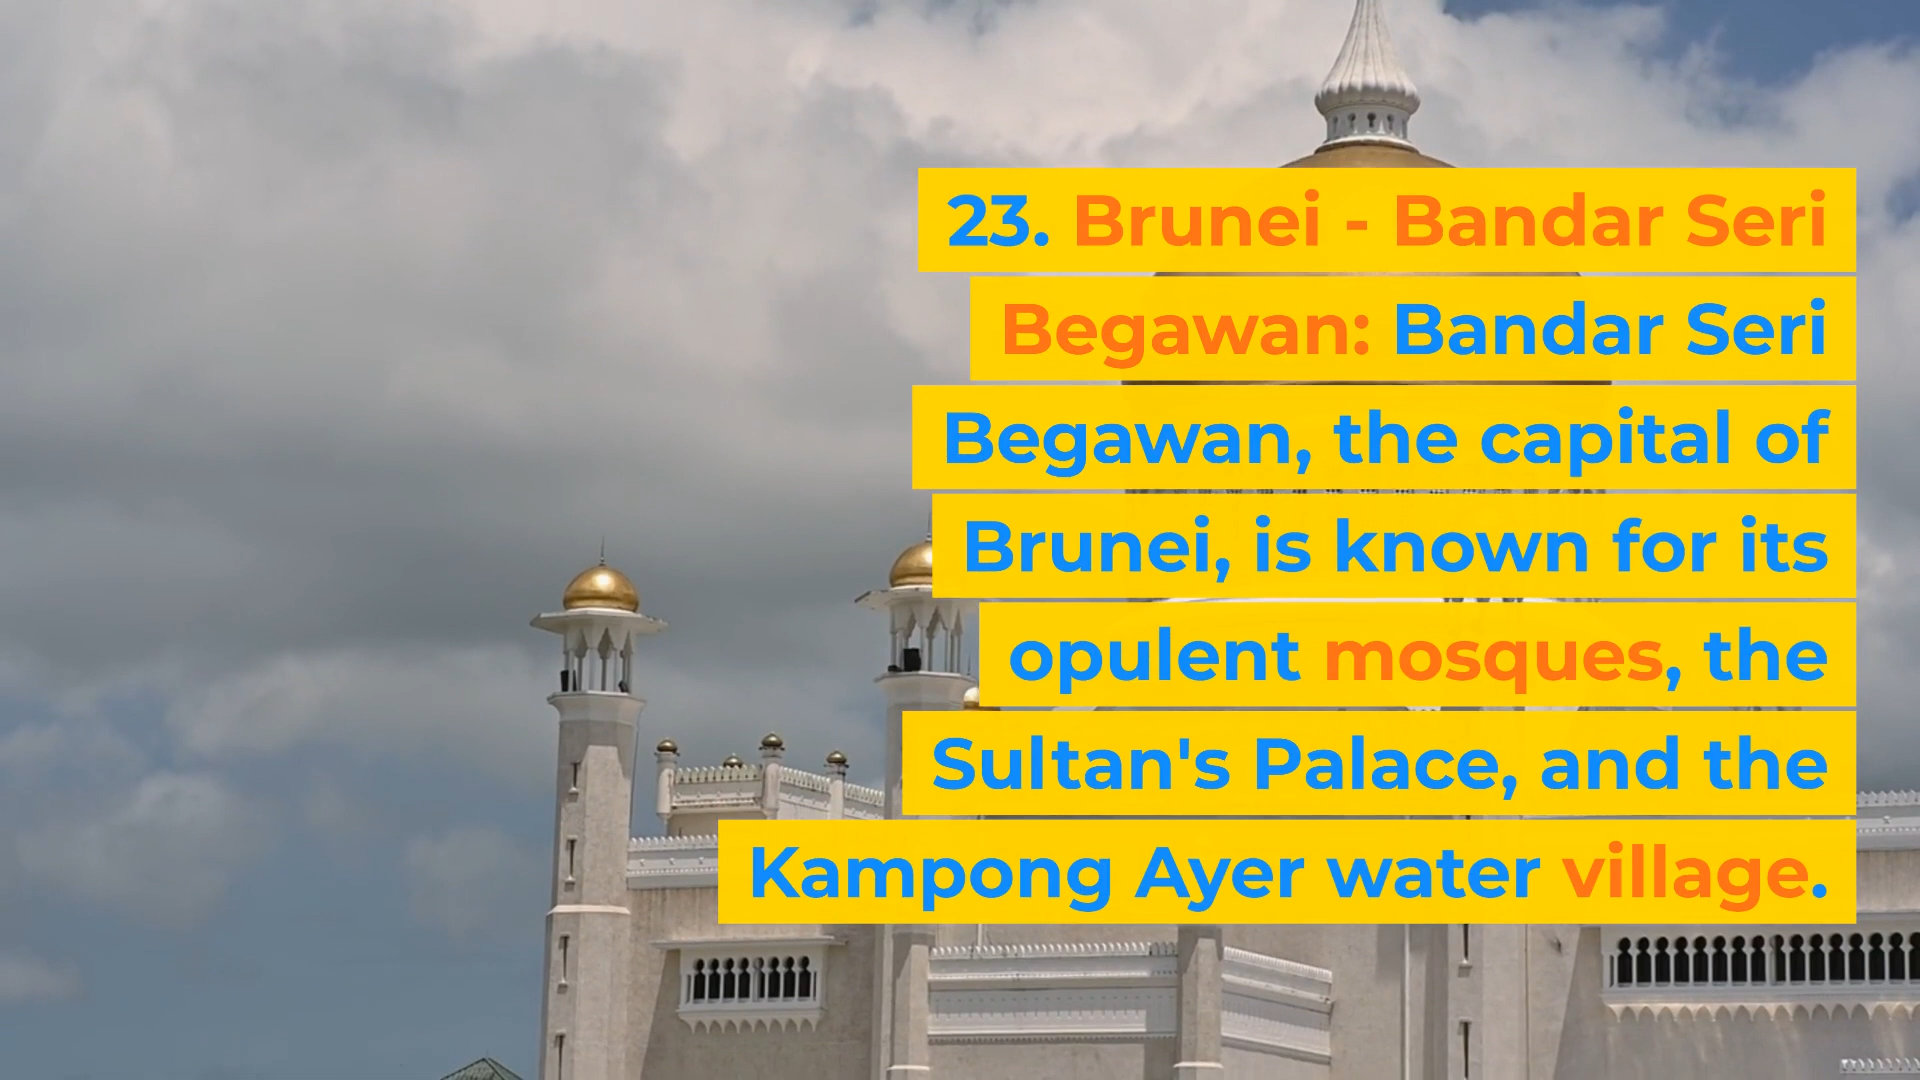 23. Brunei - Bandar Seri
Begawan: Bandar Seri
Begawan, the capital of
Brunei, is known for its
opulent mosques, the
Sultan's Palace, and the
Kampong Ayer water village.